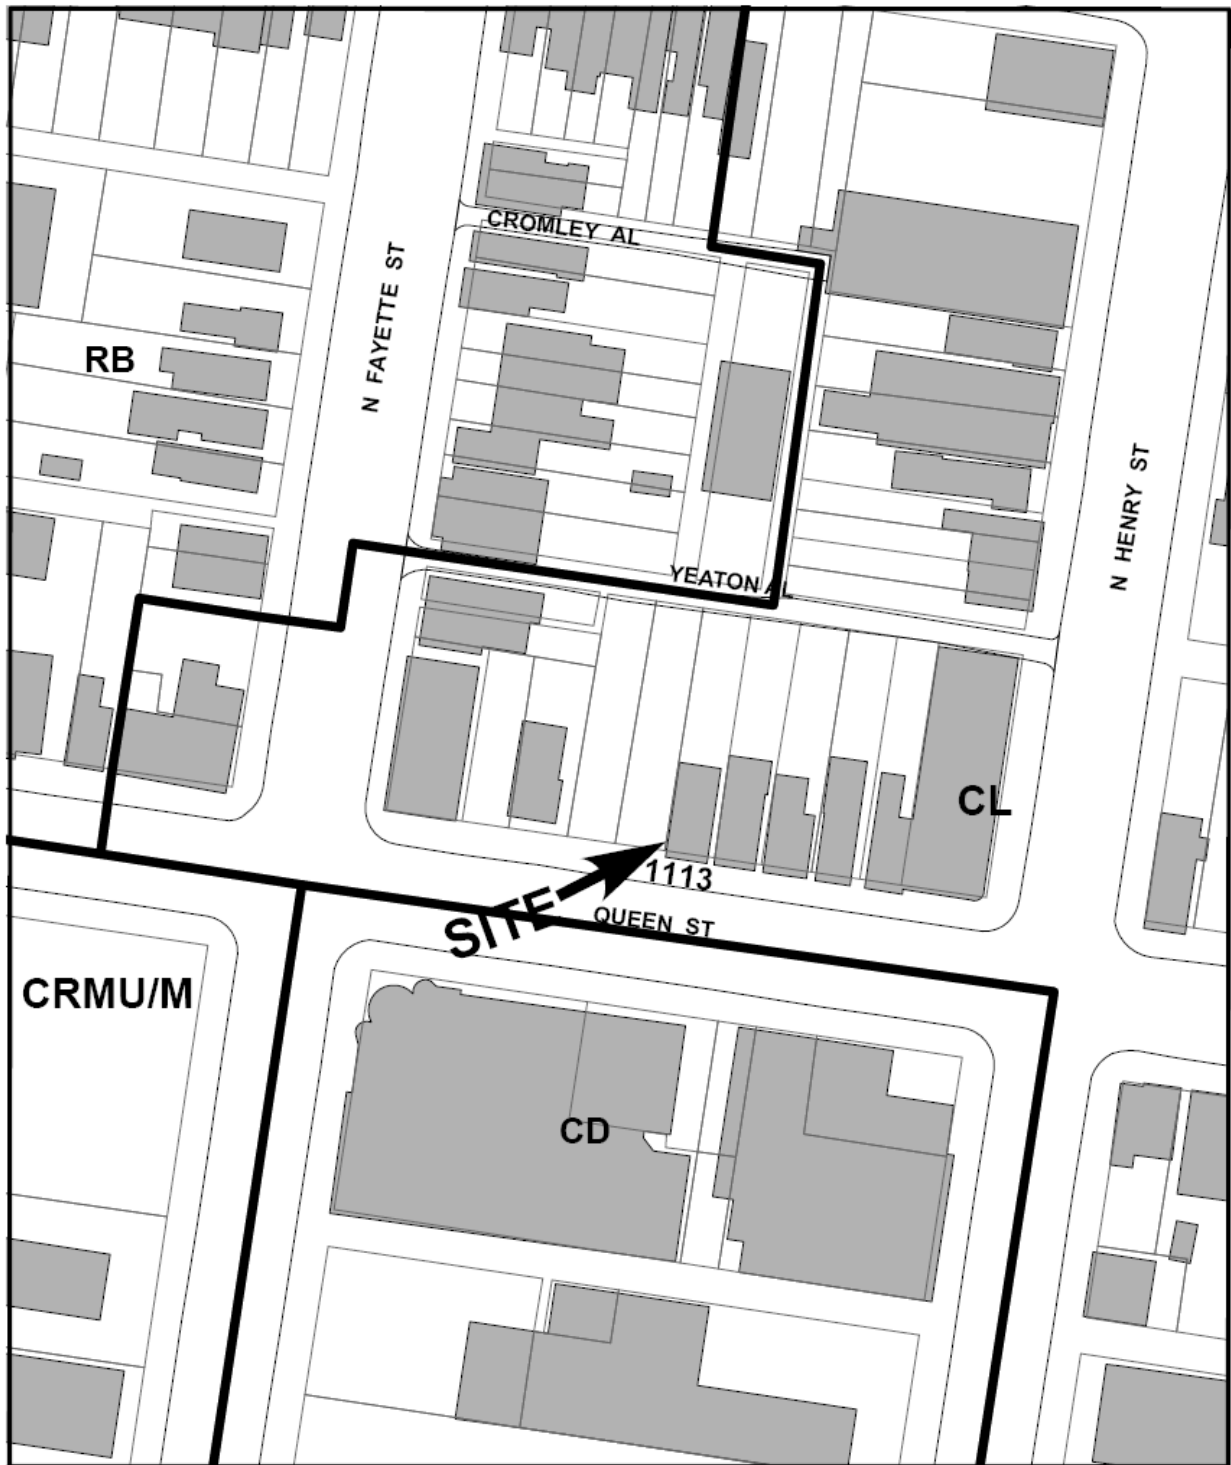 CROMLEY AL
N FAYETTE ST
RB
N HENRY ST
YEATON AL
CL
1113
SITE
QUEEN ST
CRMU/M
CD